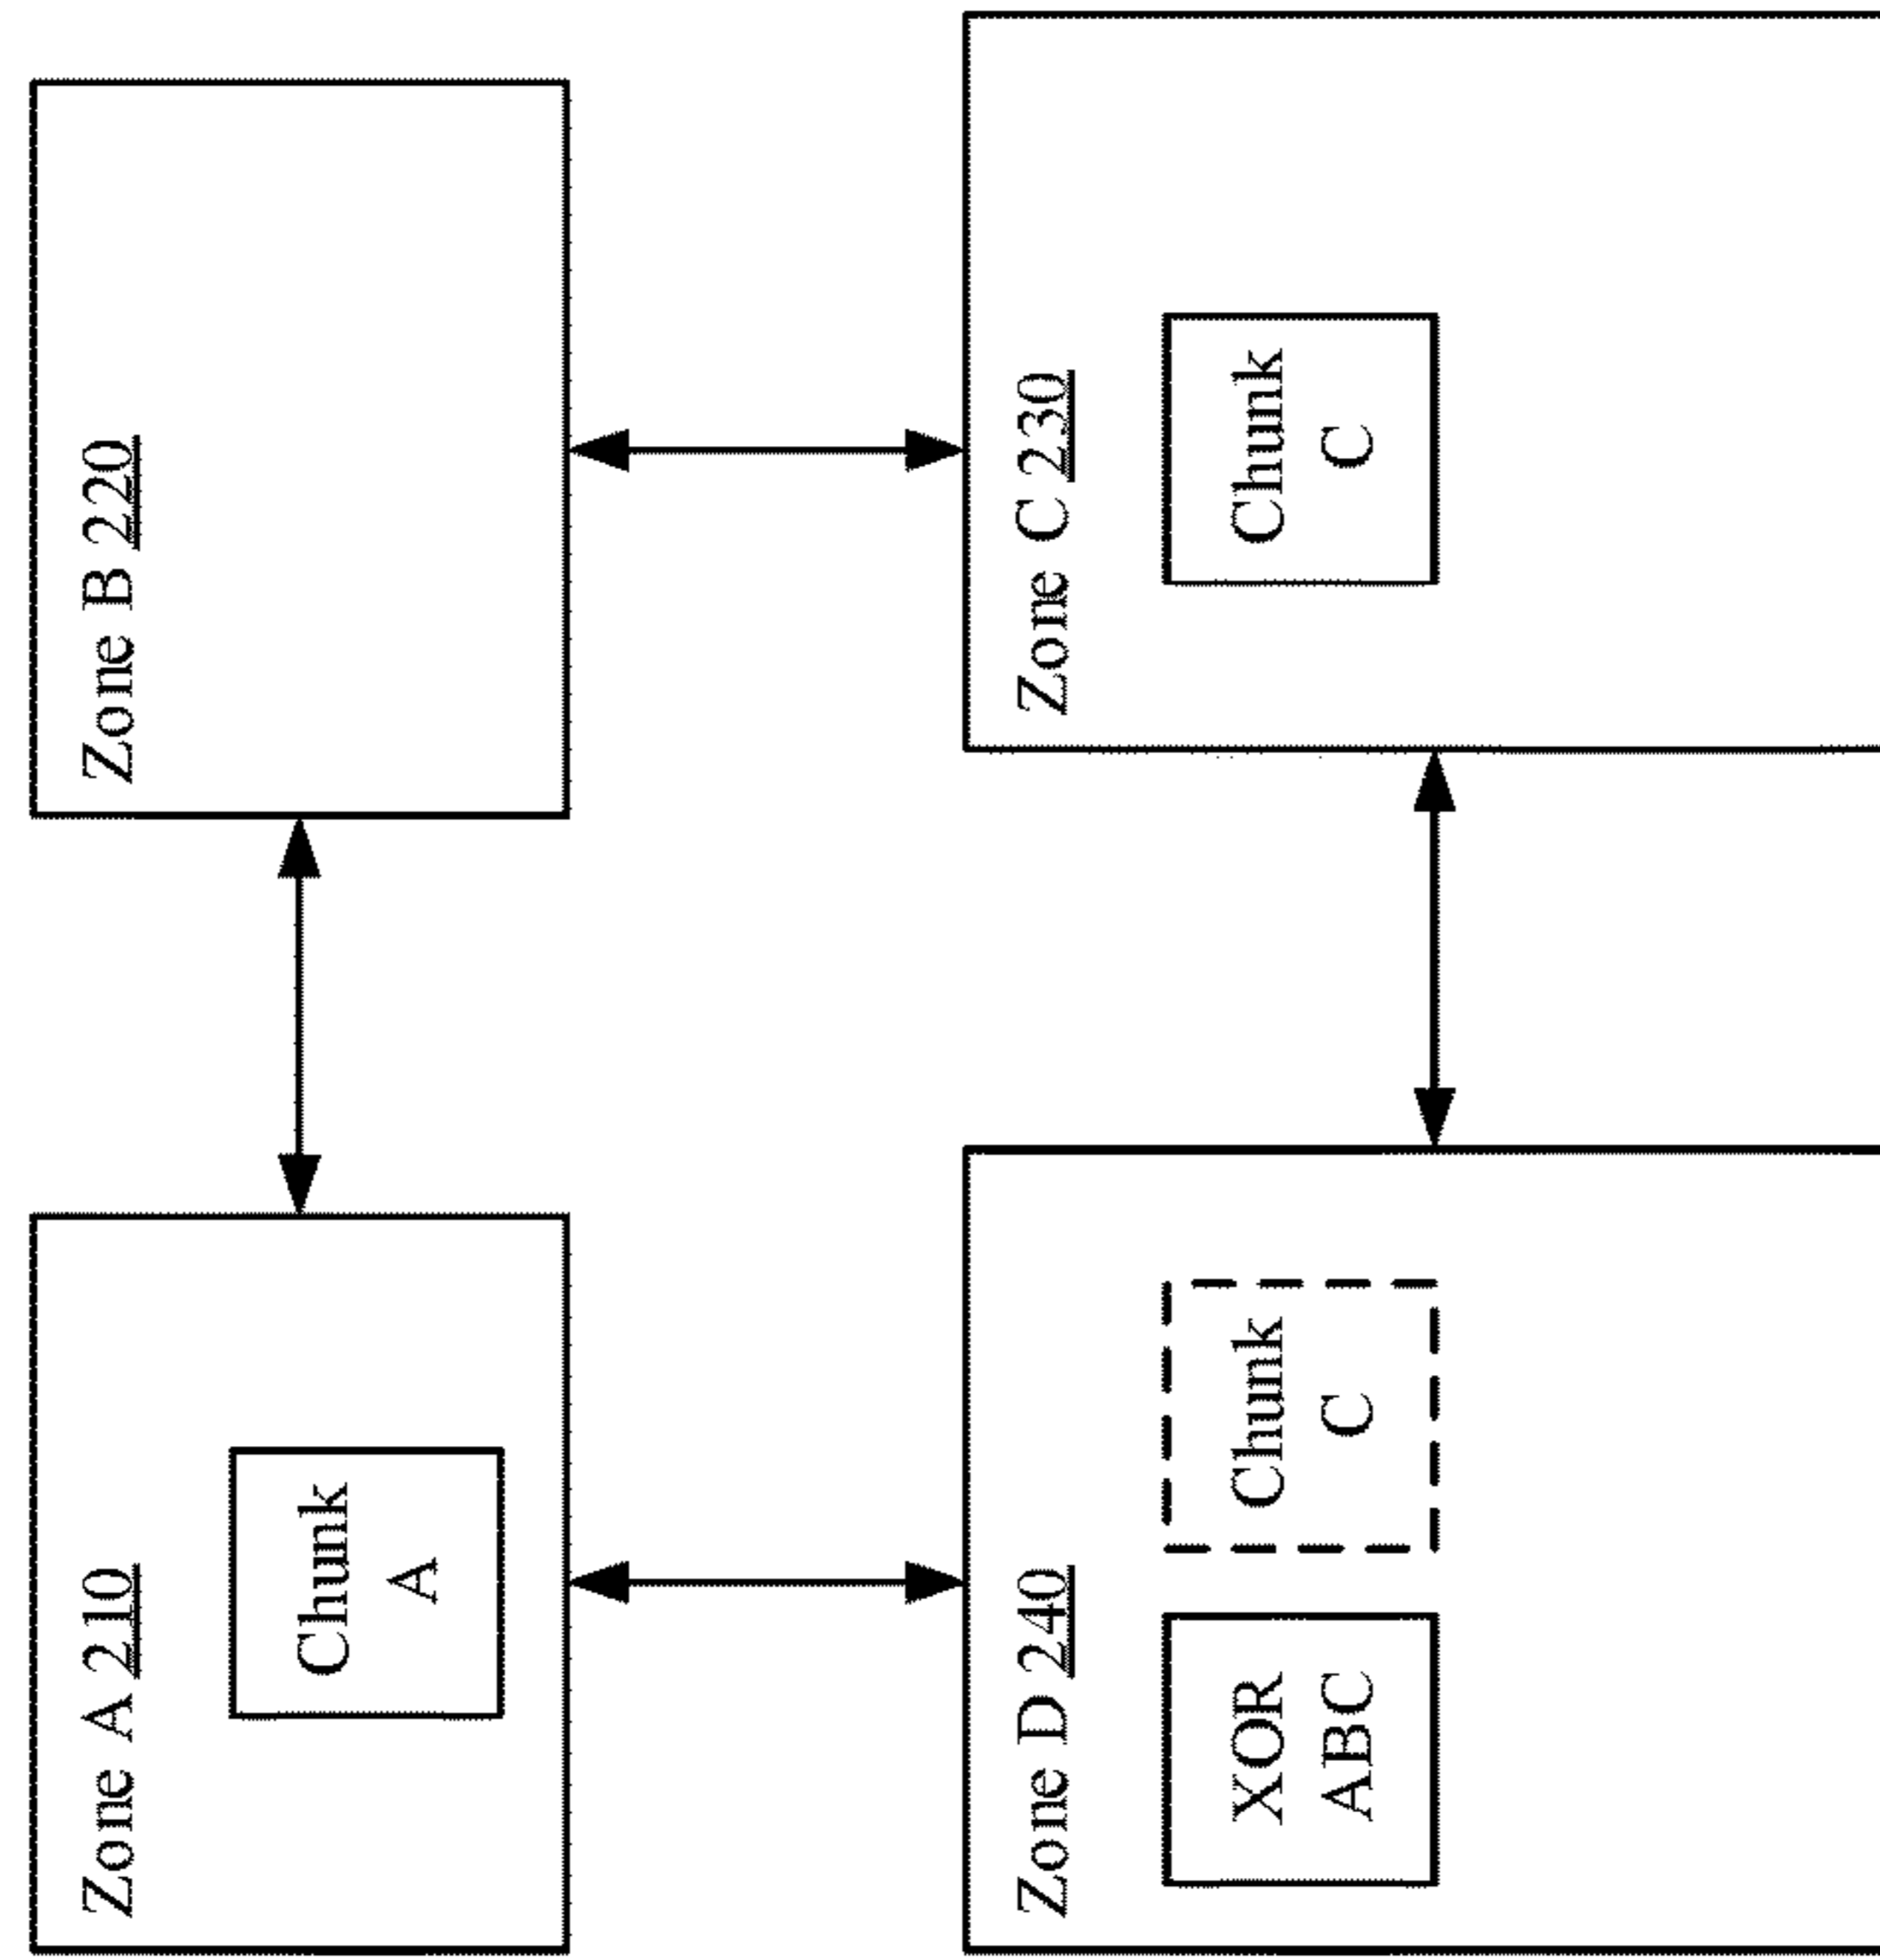 Zone A 210
Chunk
A
Zone B 220
Zone D 240
XOR
ABC
Chunk
C
Zone C 230
Chunk
C